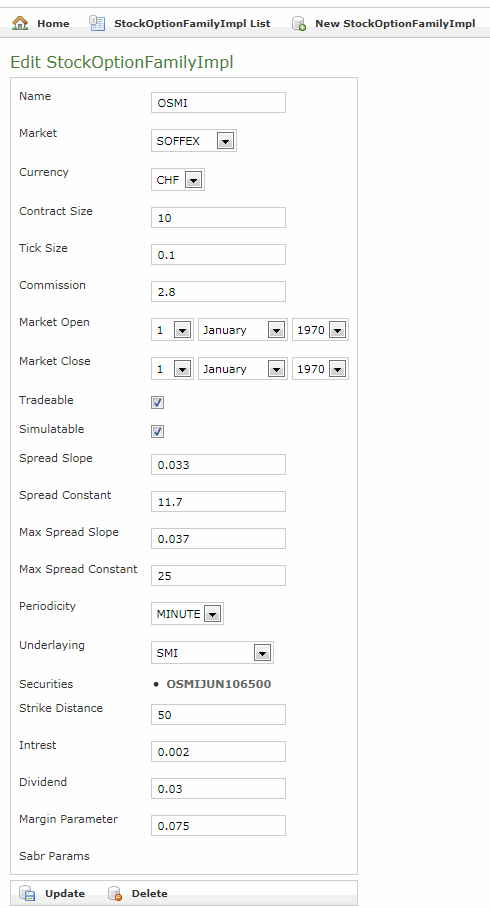 Home StockOptionFamilyImpl List New StockOptionFamilyImpl
Edit StockOptionFamilyImpl
Name OSMI
Market SOFFEX
Currency CHF
Contract Size 10
Tick Size 0.1
Commission 2.8
Market Open 1 January 1970
Market Close 1 January 1970
Tradeable
Simulatable
Spread Slope 0.033
Spread Constant 11.7
Max Spread Slope 0.037
Max Spread Constant 25
Periodicity MINUTE
Underlaying SMI
Securities • OSMIJUN106500
Strike Distance 50
Intrest 0.002
Dividend 0.03
Margin Parameter 0.075
Sabr Params
Update Delete